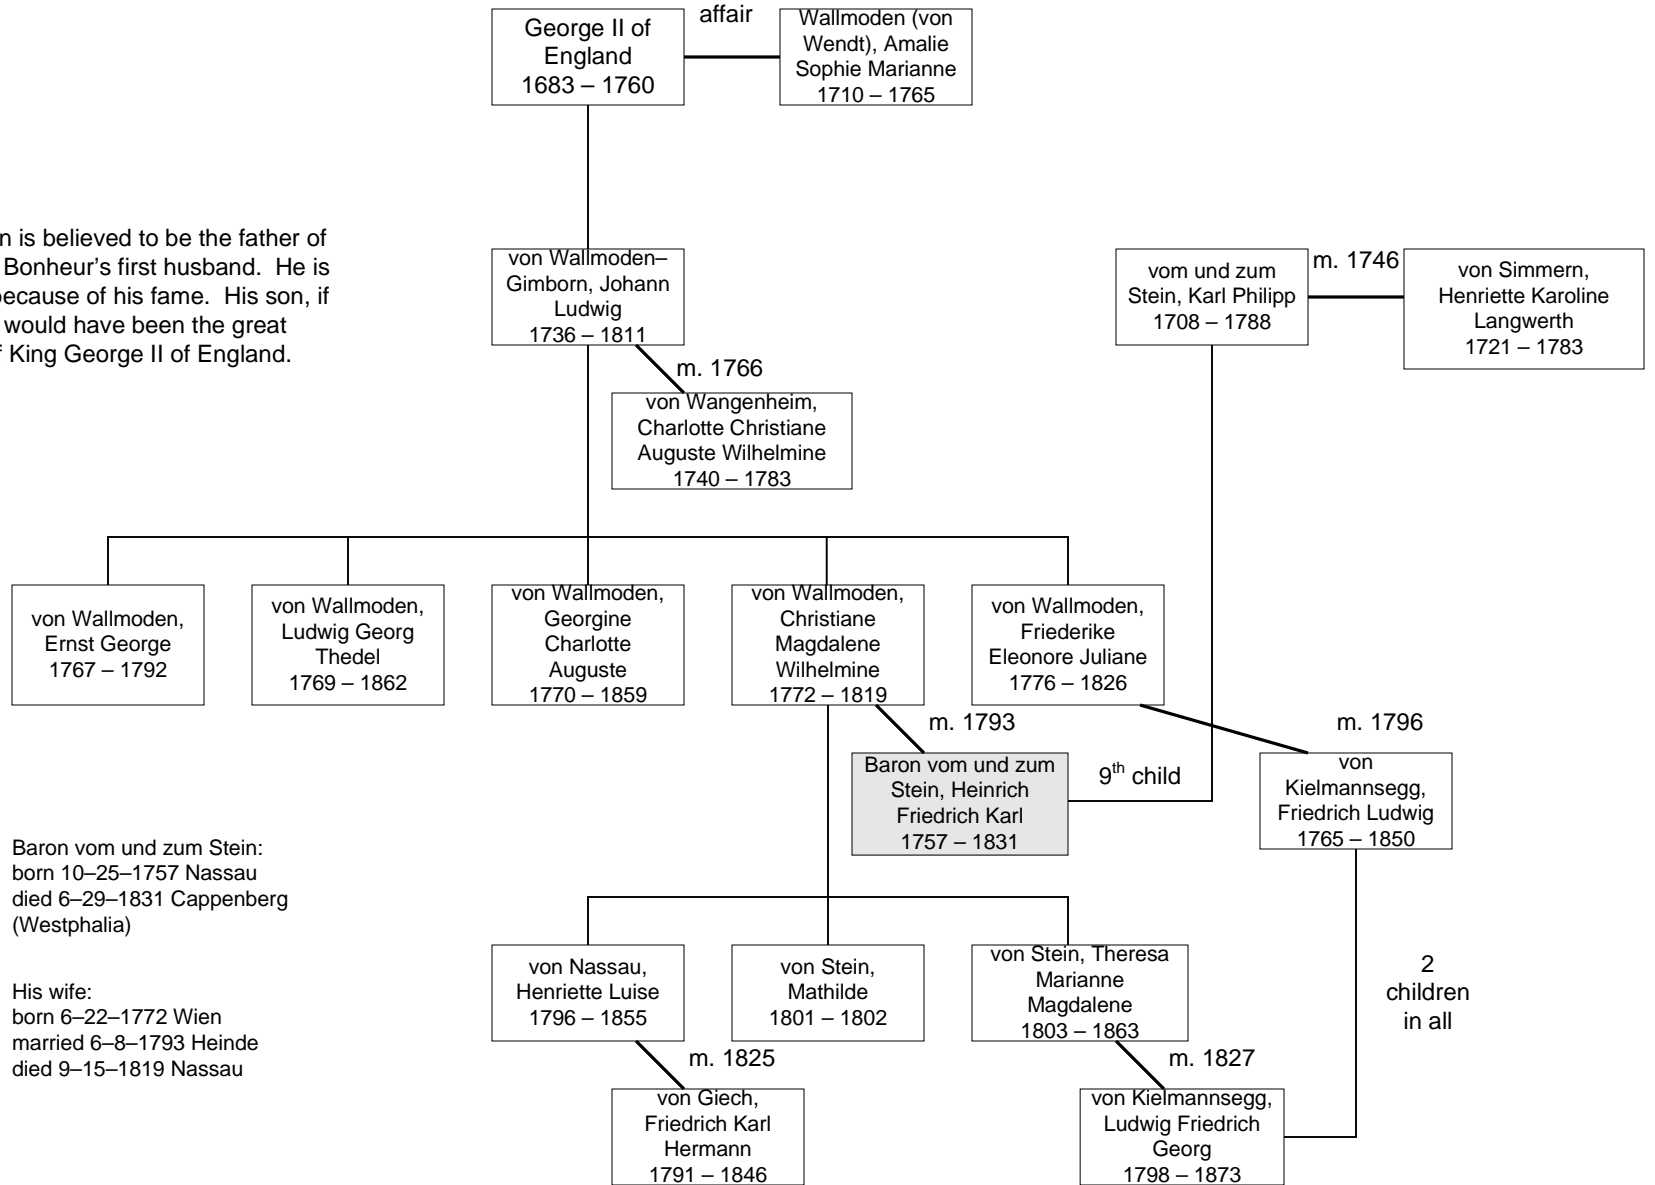 affair
George II of
England
1683 – 1760
Wallmoden (von
Wendt), Amalie
Sophie Marianne
1710 – 1765
is believed to be the father of
Bonheur's first husband. He is
because of his fame. His son, if
would have been the great
King George II of England.
von Wallmoden–
Gimborn, Johann
Ludwig
1736 – 1811
m. 1766
von Wangenheim,
Charlotte Christiane
Auguste Wilhelmine
1740 – 1783
vom und zum
Stein, Karl Philipp
1708 – 1788
m. 1746
von Simmern,
Henriette Karoline
Langwerth
1721 – 1783
von Wallmoden,
Ernst George
1767 – 1792
von Wallmoden,
Ludwig Georg
Thedel
1769 – 1862
von Wallmoden,
Georgine
Charlotte
Auguste
1770 – 1859
von Wallmoden,
Christiane
Magdalene
Wilhelmine
1772 – 1819
von Wallmoden,
Friederike
Eleonore Juliane
1776 – 1826
m. 1793
m. 1796
Baron vom und zum
Stein, Heinrich
Friedrich Karl
1757 – 1831
9th child
von
Kielmannsegg,
Friedrich Ludwig
1765 – 1850
Baron vom und zum Stein:
born 10–25–1757 Nassau
died 6–29–1831 Cappenberg
(Westphalia)
His wife:
born 6–22–1772 Wien
married 6–8–1793 Heinde
died 9–15–1819 Nassau
von Nassau,
Henriette Luise
1796 – 1855
von Stein,
Mathilde
1801 – 1802
von Stein, Theresa
Marianne
Magdalene
1803 – 1863
2
children
in all
m. 1825
m. 1827
von Giech,
Friedrich Karl
Hermann
1791 – 1846
von Kielmannsegg,
Ludwig Friedrich
Georg
1798 – 1873